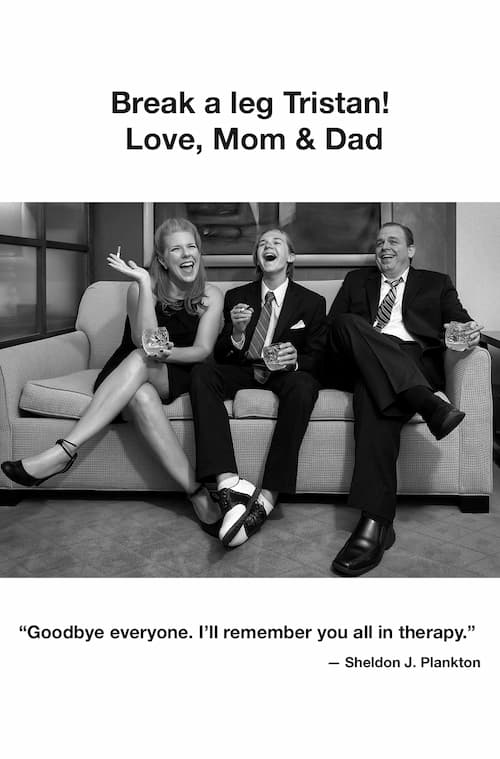 Break a leg Tristan!
Love, Mom & Dad
“Goodbye everyone. I’ll remember you all in therapy.”
— Sheldon J. Plankton